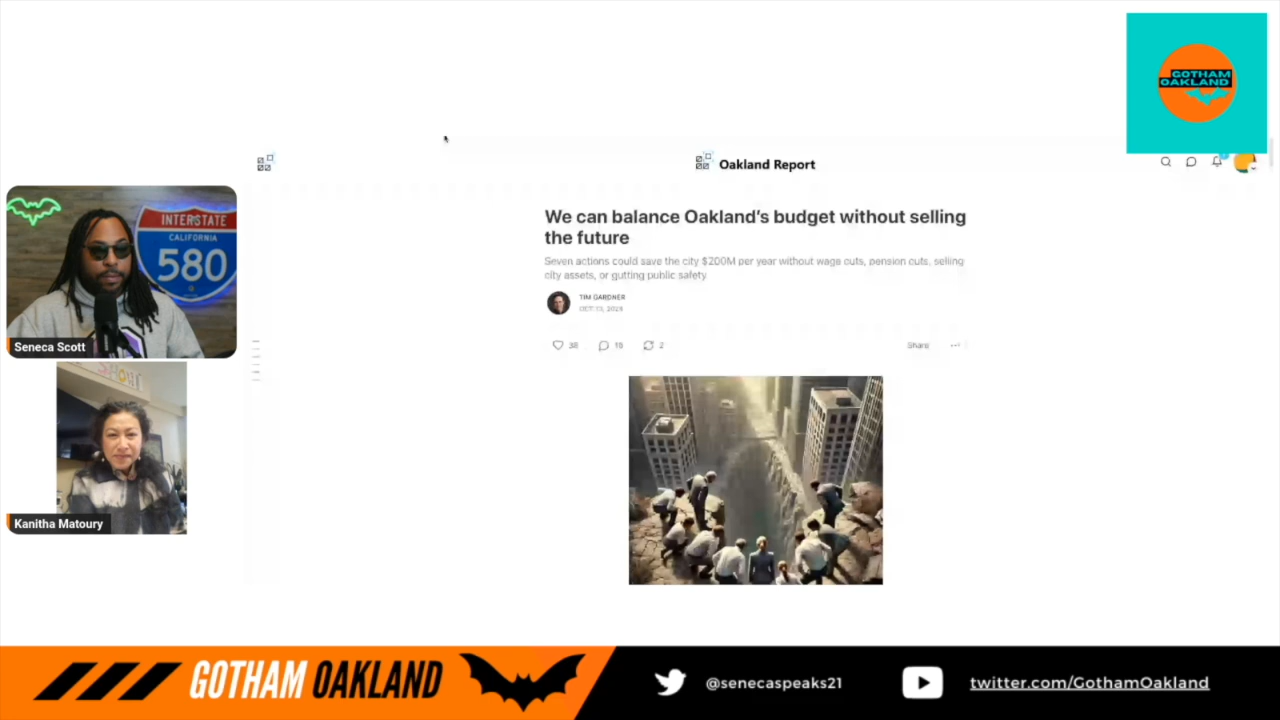 GOTHAM
OAKLAND
Oakland Report
We can balance Oakland's budget without selling
the future
Seven actions could save the city $200M per year without wage cuts, pension cuts, selling
city assets, or gutting public safety
TIM GARDNER
38
2
Share
INTERSTATE
CALIFORNIA
580
Seneca Scott
Kanitha Matoury
GOTHAM OAKLAND
@senecaspeaks21
twitter.com/GothamOakland